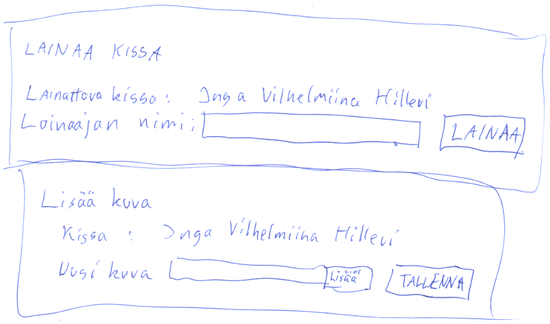 LAINAA KISSA
Lainattava kissa: Inga Vilhelmiina Hillevi
Lainaajan nimi: LAINAA
Lisää kuva
Kissa: Inga Vilhelmiina Hillevi
Uusi kuva Lisää TALLENNA